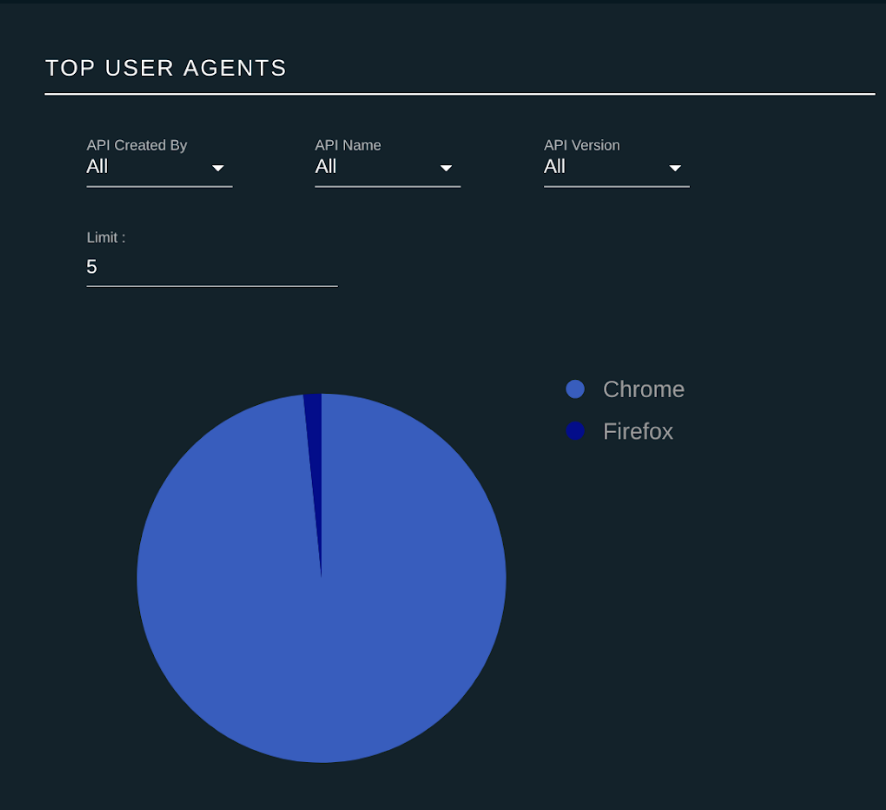 TOP USER AGENTS
API Created By API Name API Version
All All All
Limit :
5
Chrome
Firefox